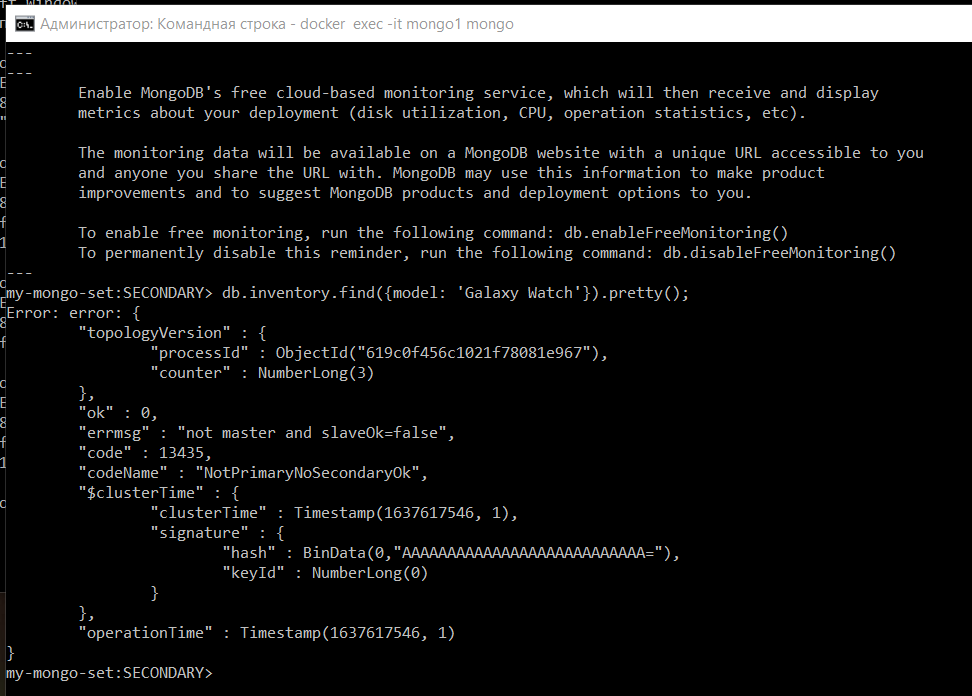 Администратор: Командная строка - docker exec -it mongo1 mongo
---
---
Enable MongoDB's free cloud-based monitoring service, which will then receive and display
metrics about your deployment (disk utilization, CPU, operation statistics, etc).
The monitoring data will be available on a MongoDB website with a unique URL accessible to you
and anyone you share the URL with. MongoDB may use this information to make product
improvements and to suggest MongoDB products and deployment options to you.
To enable free monitoring, run the following command: db.enableFreeMonitoring()
To permanently disable this reminder, run the following command: db.disableFreeMonitoring()
---
my-mongo-set:SECONDARY> db.inventory.find({model: 'Galaxy Watch'}).pretty();
Error: error: {
"topologyVersion" : {
"processId" : ObjectId("619c0f456c1021f78081e967"),
"counter" : NumberLong(3)
},
"ok" : 0,
"errmsg" : "not master and slaveOk=false",
"code" : 13435,
"codeName" : "NotPrimaryNoSecondaryOk",
"$clusterTime" : {
"clusterTime" : Timestamp(1637617546, 1),
"signature" : {
"hash" : BinData(0,"AAAAAAAAAAAAAAAAAAAAAAAAAAA="),
"keyId" : NumberLong(0)
}
},
"operationTime" : Timestamp(1637617546, 1)
}
my-mongo-set:SECONDARY>